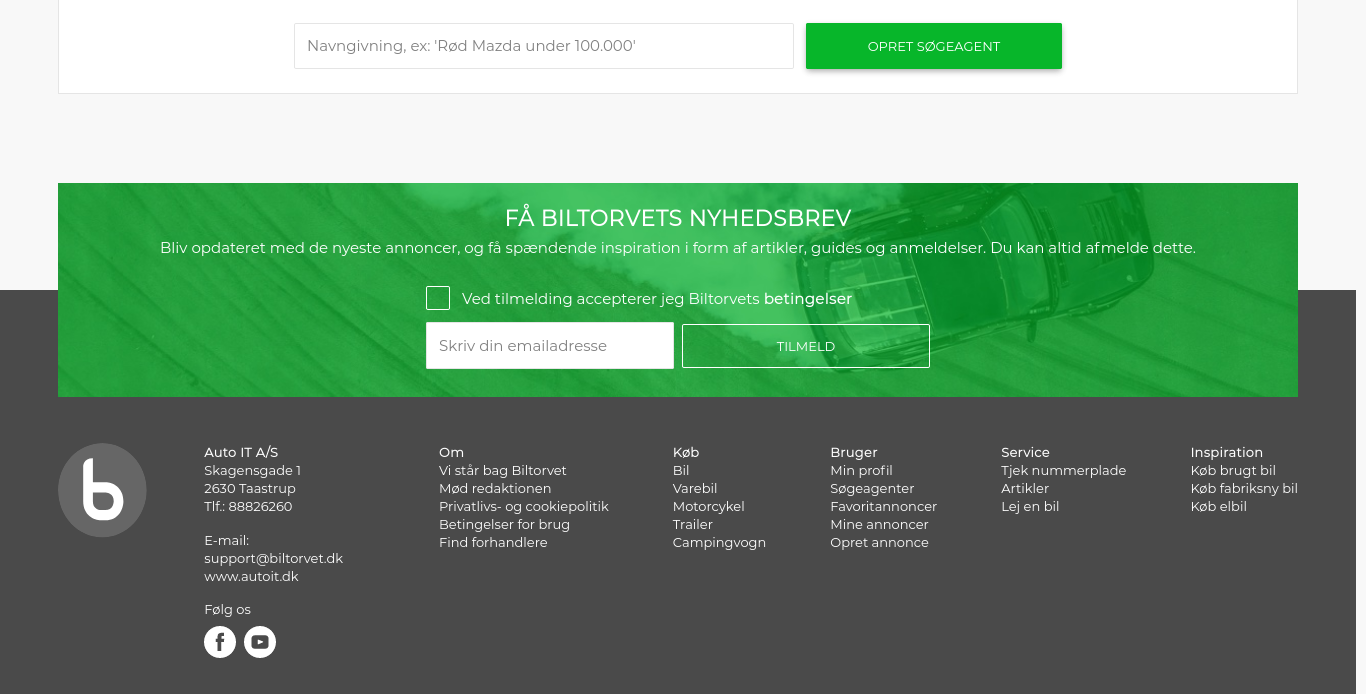 Navngivning, ex: 'Rød Mazda under 100.000'
OPRET SØGEAGENT
FÅ BILTORVETS NYHEDSBREV
Bliv opdateret med de nyeste annoncer, og få spændende inspiration i form af artikler, guides og anmeldelser. Du kan altid afmelde dette.
Ved tilmelding accepterer jeg Biltorvets betingelser
Skriv din emailadresse
TILMELD
b
Auto IT A/S
Skagensgade 1
2630 Taastrup
Tlf.: 88826260
E-mail:
support@biltorvet.dk
www.autoit.dk
Følg os
Om
Vi står bag Biltorvet
Mød redaktionen
Privatlivs- og cookiepolitik
Betingelser for brug
Find forhandlere
Køb
Bil
Varebil
Motorcykel
Trailer
Campingvogn
Bruger
Min profil
Søgeagenter
Favoritannoncer
Mine annoncer
Opret annonce
Service
Tjek nummerplade
Artikler
Lej en bil
Inspiration
Køb brugt bil
Køb fabriksny bil
Køb elbil